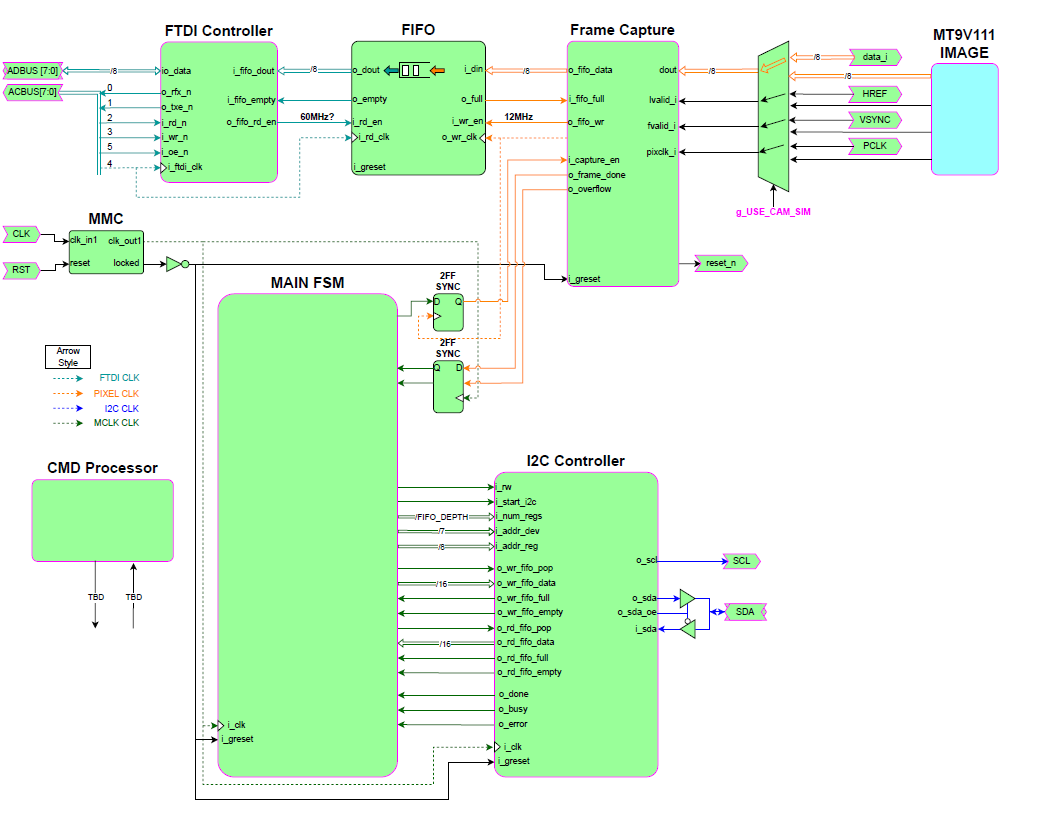 FTDI Controller
FIFO
Frame Capture
MT9V111
IMAGE
ADBUS [7:0]
/8
io_data
i_fifo_dout
/8
o_dout
i_din
/8
o_fifo_data
dout
/8
/8
data_i
/8
ACBUS[7:0]
0
o_rfx_n
1
o_txe_n
i_fifo_empty
o_empty
o_full
i_fifo_full
lvalid_i
HREF
2
i_rd_n
o_fifo_rd_en
60MHz?
i_rd_en
i_wr_en
12MHz
o_fifo_wr
fvalid_i
VSYNC
3
i_wr_n
i_rd_clk
o_wr_clk
5
i_oe_n
pixclk_i
PCLK
4
i_ftdi_clk
i_greset
i_capture_en
o_frame_done
o_overflow
g_USE_CAM_SIM
MMC
CLK
clk_in1
clk_out1
RST
reset
locked
reset_n
i_greset
MAIN FSM
2FF
SYNC
D
Q
2FF
SYNC
Q
D
Arrow
Style
FTDI CLK
PIXEL CLK
I2C CLK
MCLK CLK
CMD Processor
TBD
TBD
I2C Controller
i_rw
i_start_i2c
/FIFO_DEPTH
i_num_regs
/7
i_addr_dev
/8
i_addr_reg
o_wr_fifo_pop
/16
o_wr_fifo_data
o_wr_fifo_full
o_wr_fifo_empty
o_rd_fifo_pop
/16
o_rd_fifo_data
o_rd_fifo_full
o_rd_fifo_empty
o_done
o_busy
o_error
i_clk
i_greset
o_scl
SCL
o_sda
o_sda_oe
SDA
i_sda
i_clk
i_greset